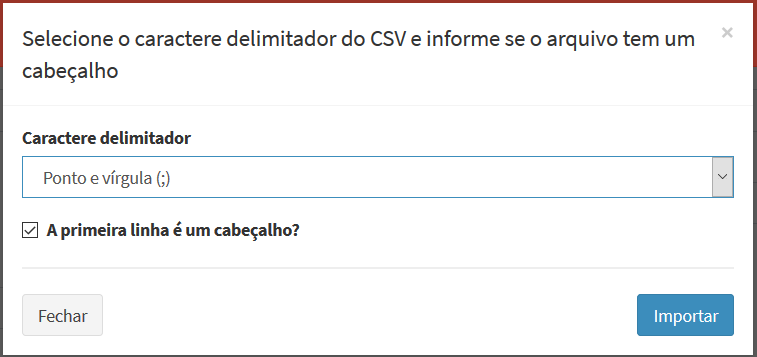 Selecione o caractere delimitador do CSV e informe se o arquivo tem um
cabeçalho
×
Caractere delimitador
Ponto e vírgula (;)
A primeira linha é um cabeçalho?
Fechar
Importar